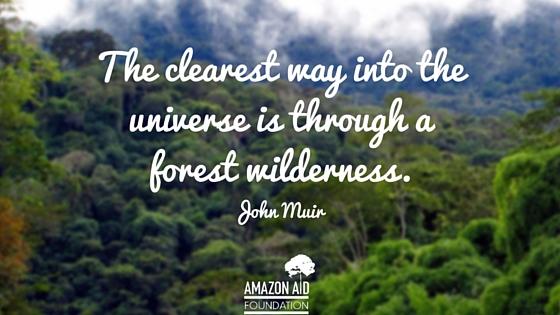 The clearest way into the
universe is through a
forest wilderness.
John Muir
AMAZON AID
FOUNDATION